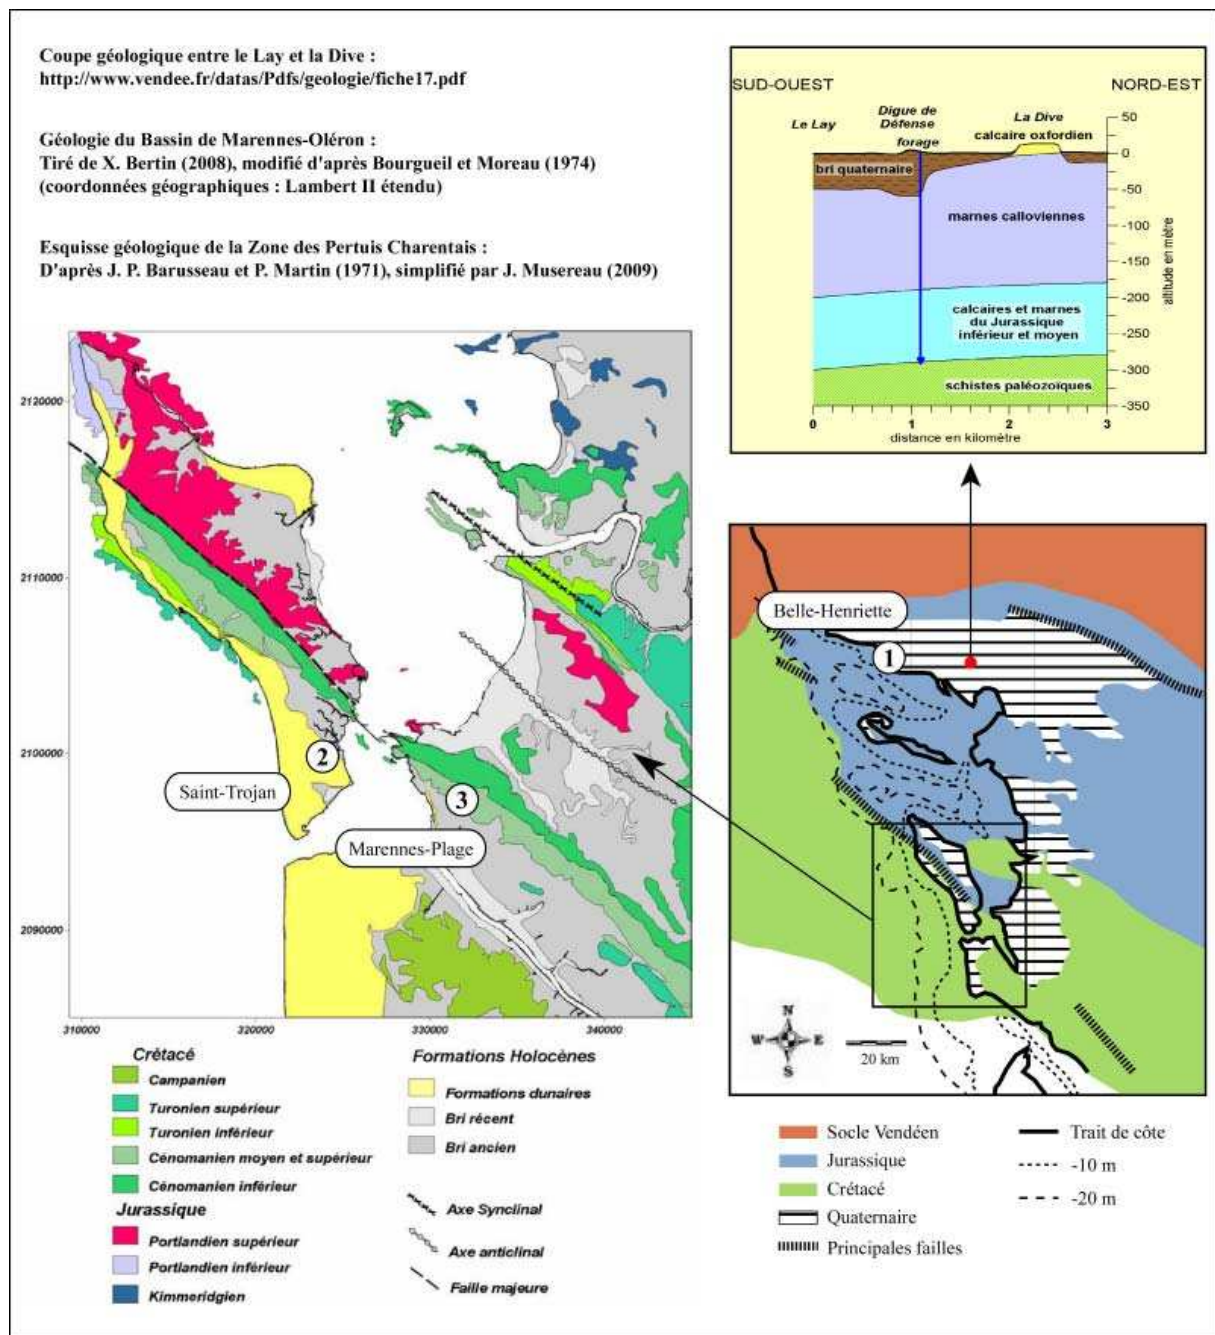 Coupe géologique entre le Lay et la Dive :
http://www.vendee.fr/datas/Pdfs/geologie/fiche17.pdf
Géologie du Bassin de Marennes-Oléron :
Tiré de X. Bertin (2008), modifié d'après Bourgueil et Moreau (1974)
(coordonnées géographiques : Lambert II étendu)
Esquisse géologique de la Zone des Pertuis Charentais :
D'après J. P. Barusseau et P. Martin (1971), simplifié par J. Musereau (2009)
SUD-OUEST
NORD-EST
Le Lay
Digue de
Défense
forage
La Dive
calcaire oxfordien
bri quaternaire
marnes calloviennes
calcaires et marnes
du Jurassique
inférieur et moyen
schistes paléozoïques
50
0
-50
-100
-150
-200
-250
-300
-350
altitude en mètre
0
1
2
3
distance en kilomètre
2120000
2110000
2100000
2090000
310000
320000
330000
340000
2
Saint-Trojan
3
Marennes-Plage
Belle-Henriette
1
N
W
E
S
20 km
Crétacé
Campanien
Turonien supérieur
Turonien inférieur
Cénomanien moyen et supérieur
Cénomanien inférieur
Jurassique
Portlandien supérieur
Portlandien inférieur
Kimmeridgien
Formations Holocènes
Formations dunaires
Bri récent
Bri ancien
Axe Synclinal
Axe anticlinal
Faille majeure
Socle Vendéen
Jurassique
Crétacé
Quaternaire
Principales failles
Trait de côte
-10 m
-20 m